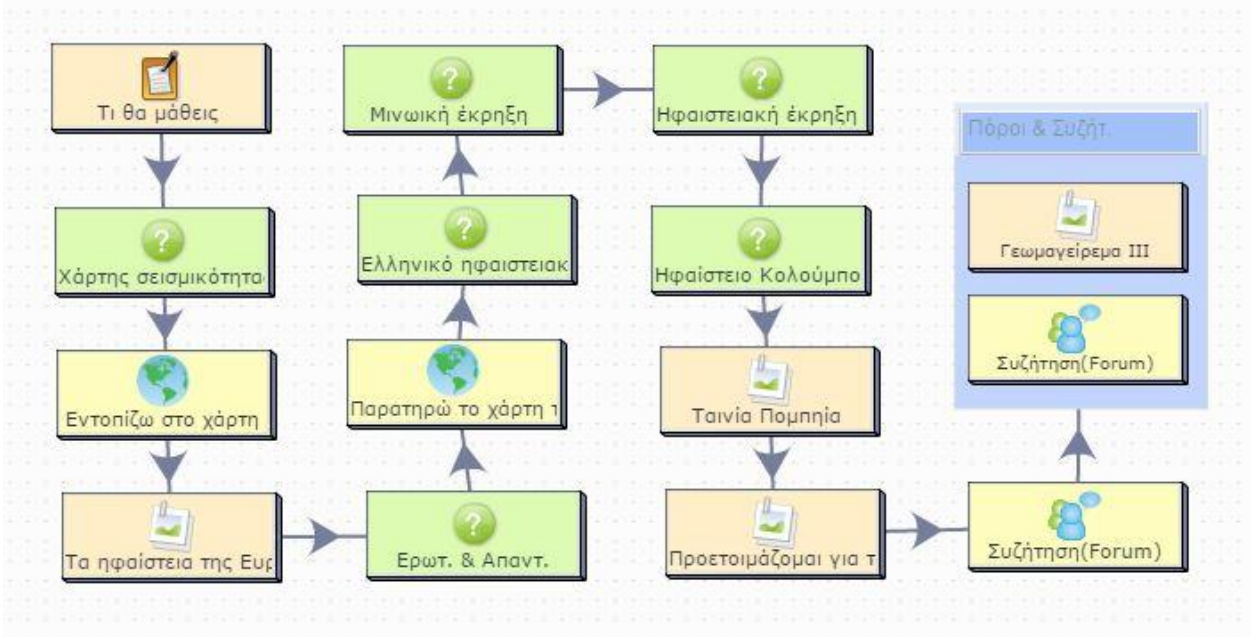 Τι θα μάθεις
Χάρτης σεισμικότητα
Εντοπίζω στο χάρτη
Τα ηφαίστεια της Ευρ
Ερωτ. & Απαντ.
Παρατηρώ το χάρτη τ
Ελληνικό ηφαιστειακ
Μινωική έκρηξη
Ηφαιστειακή έκρηξη
Ηφαίστειο Κολούμπο
Ταινία Πομπηία
Προετοιμάζομαι για τ
Συζήτηση(Forum)
Πόροι & Συζήτ.
Γεωμαγείρεμα III
Συζήτηση(Forum)